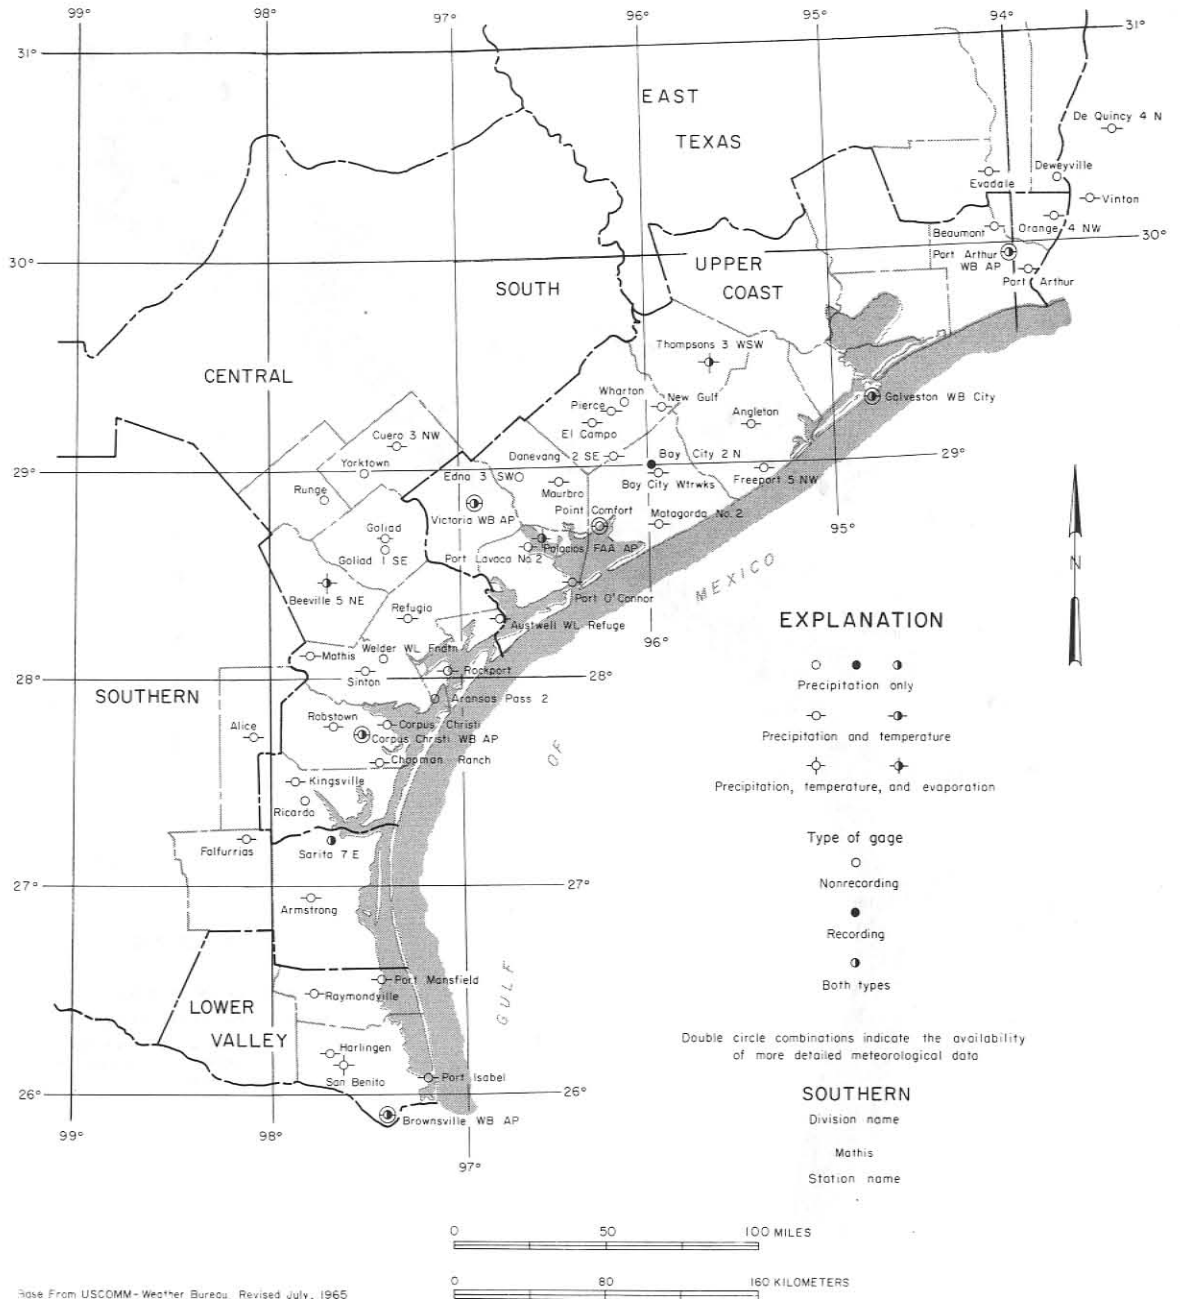 99°
98°
97°
96°
95°
94°
31°
31°
EAST
TEXAS
De Quincy 4 N
Deweyville
Evadale
Vinton
Beaumont
Orange 4 NW
30°
30°
Port Arthur
WB AP
Port Arthur
UPPER
COAST
SOUTH
CENTRAL
Thompsons 3 WSW
Wharton
New Gulf
Pierce
El Campo
Angleton
Galveston WB City
Cuero 3 NW
Yorktown
Danevang 2 SE
Bay City 2 N
29°
29°
Edna 3 SW
Maurbro
Bay City Wtrwks
Freeport 5 NW
Runge
Victoria WB AP
Point Comfort
Matagorda No. 2
95°
Goliad
Goliad 1 SE
Port Lavaca No 2
Palacios FAA AP
MEXICO
N
Beeville 5 NE
Port O'Connor
Refugio
Austwell WL Refuge
96°
EXPLANATION
Mathis
Welder WL Fndtn
Sinton
Rockport
28°
28°
Precipitation only
SOUTHERN
Aransas Pass 2
Alice
Robstown
Corpus Christi
Corpus Christi WB AP
OF
Precipitation and temperature
Chapman Ranch
Kingsville
Precipitation, temperature, and evaporation
Ricardo
Falfurrias
Sarita 7 E
Type of gage
Nonrecording
27°
27°
Armstrong
Recording
GULF
Port Mansfield
Raymondville
Both types
LOWER
VALLEY
Harlingen
San Benito
Port Isabel
Double circle combinations indicate the availability
of more detailed meteorological data
26°
26°
SOUTHERN
Division name
Brownsville WB AP
99°
98°
97°
Mathis
Station name
0 50 100 MILES
0 80 160 KILOMETERS
Base From USCOMM-Weather Bureau Revised July, 1965